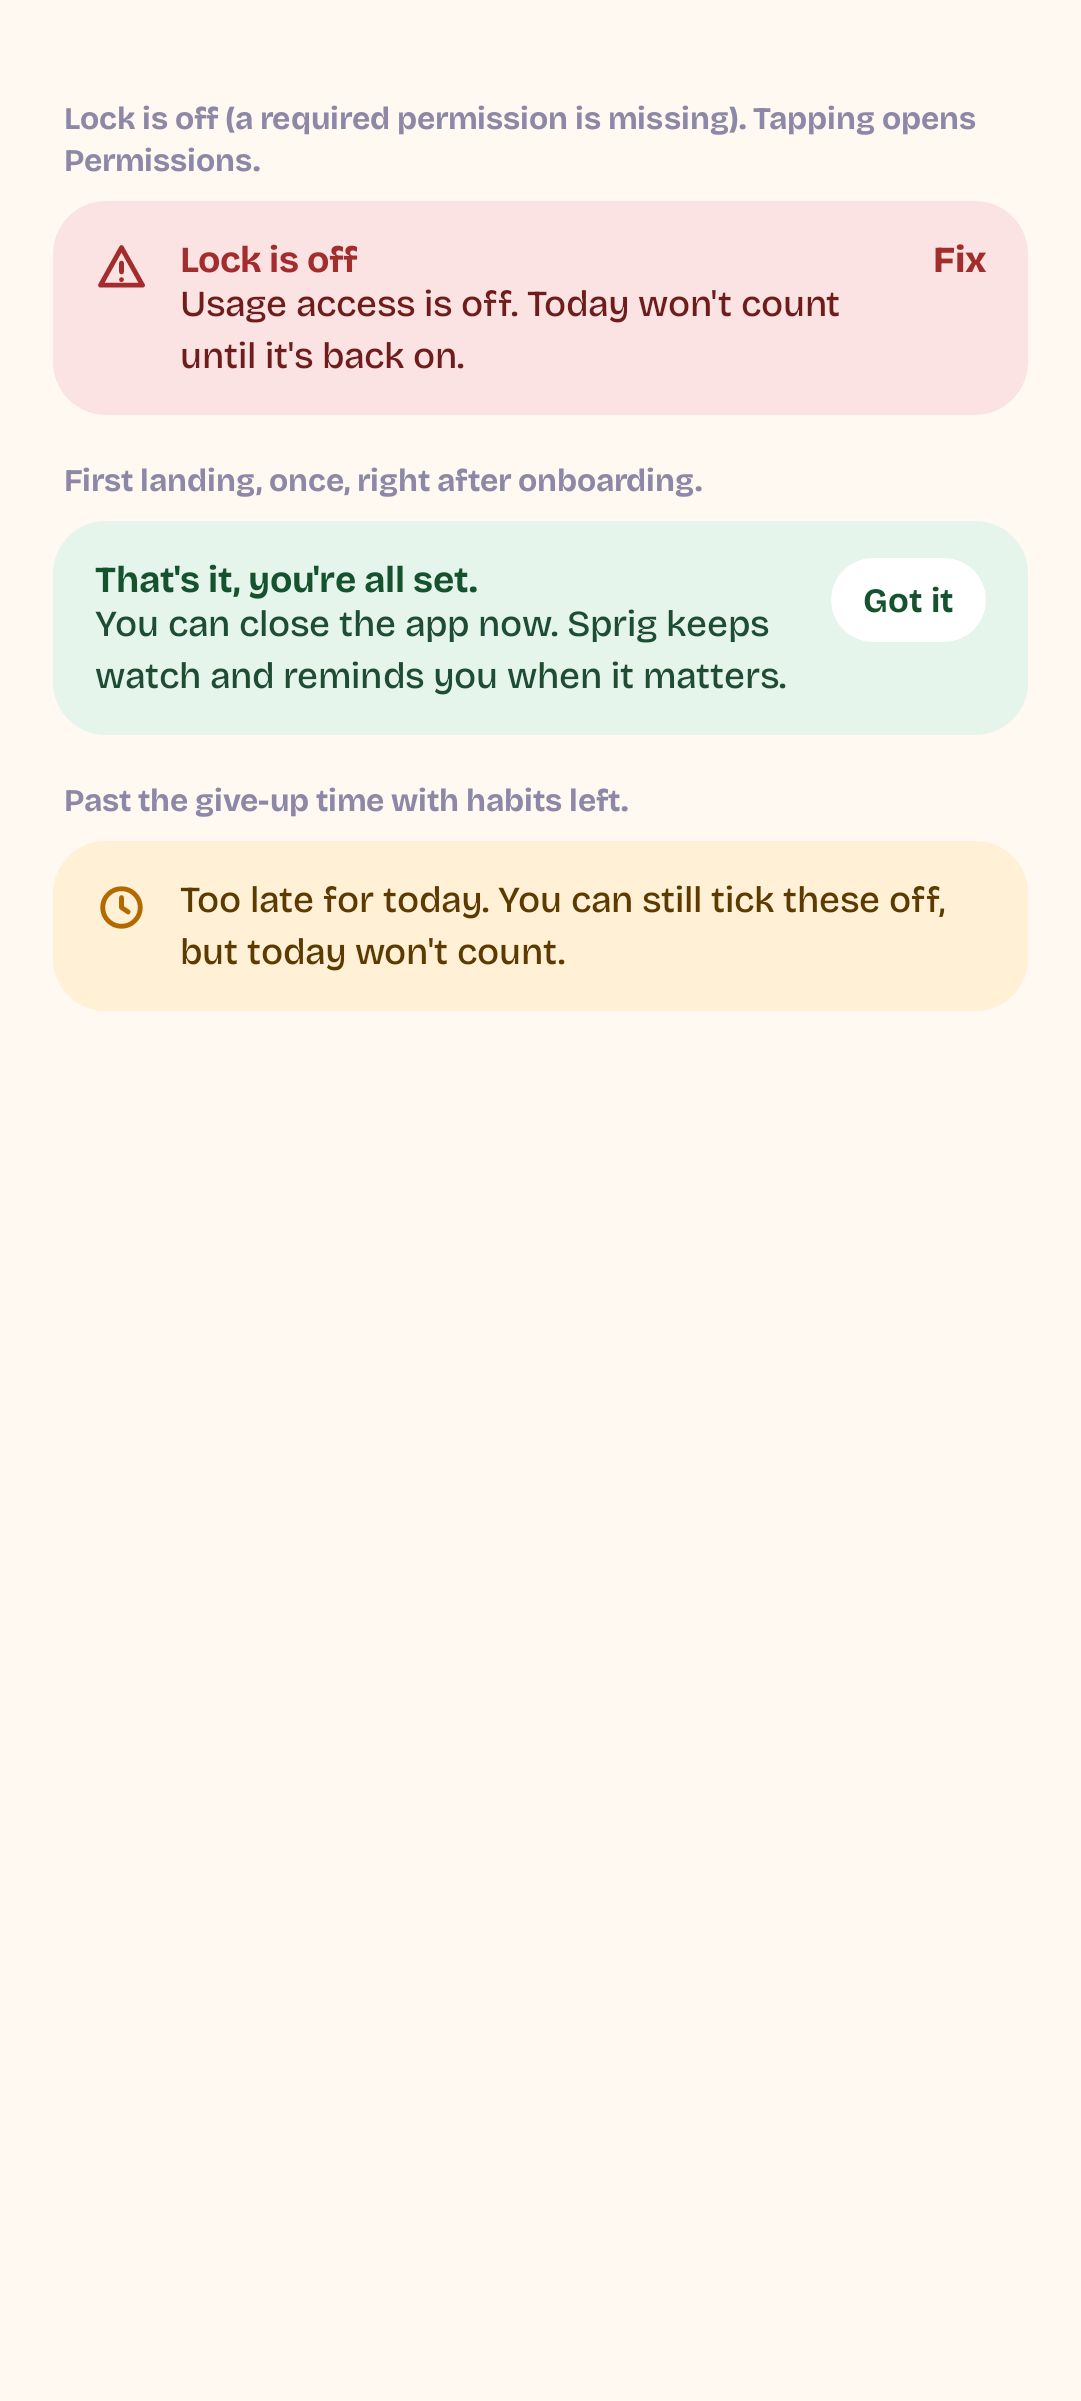 Lock is off (a required permission is missing). Tapping opens
Permissions.
Lock is off
Fix
Usage access is off. Today won't count
until it's back on.
First landing, once, right after onboarding.
That's it, you're all set.
Got it
You can close the app now. Sprig keeps
watch and reminds you when it matters.
Past the give-up time with habits left.
Too late for today. You can still tick these off,
but today won't count.